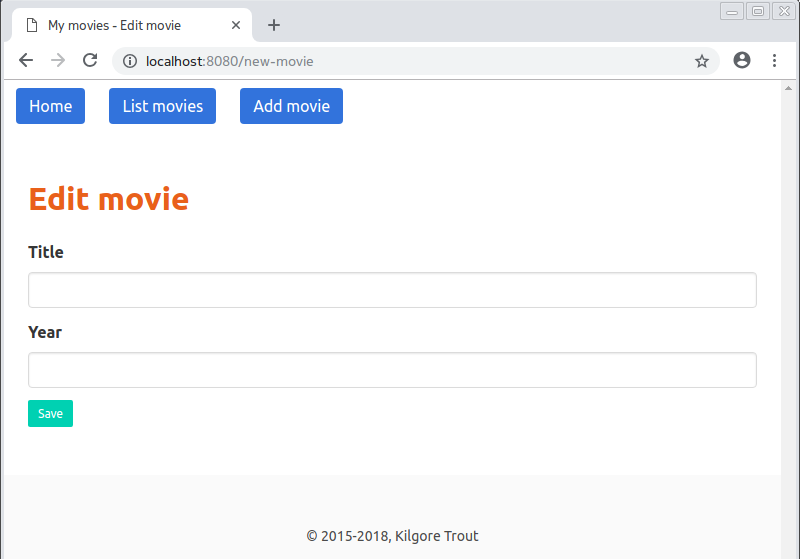 My movies - Edit movie
localhost:8080/new-movie
Home List movies Add movie
Edit movie
Title
Year
Save
© 2015-2018, Kilgore Trout